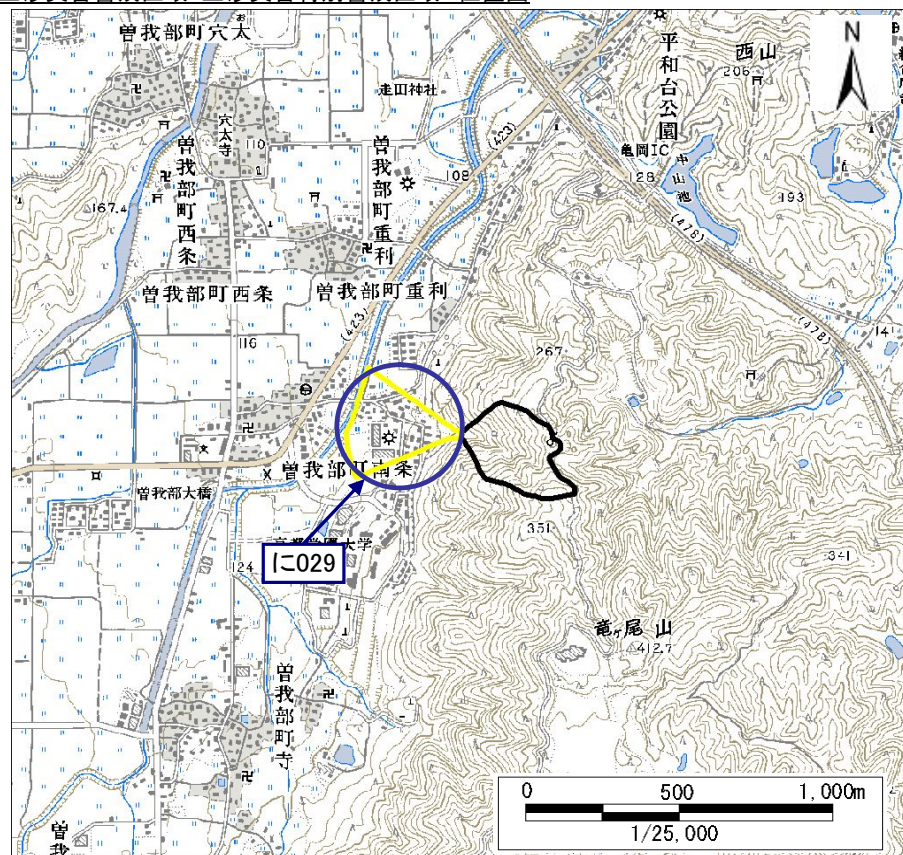 曽我部町穴太
穴太寺
110
走田神社
108
(423)
平和台公園
西山
206
N
亀岡IC
28
中山池
193
(478)
(478)
141
167.4
曽我部町西条
曽我部町重利
曽我部町西条
曽我部町重利
(423)
116
267
曽我部町南条
曽我部大橋
に029
124
351
341
竜ヶ尾山
412.7
曽我部町寺
曽我
0 500 1,000m
1/25,000